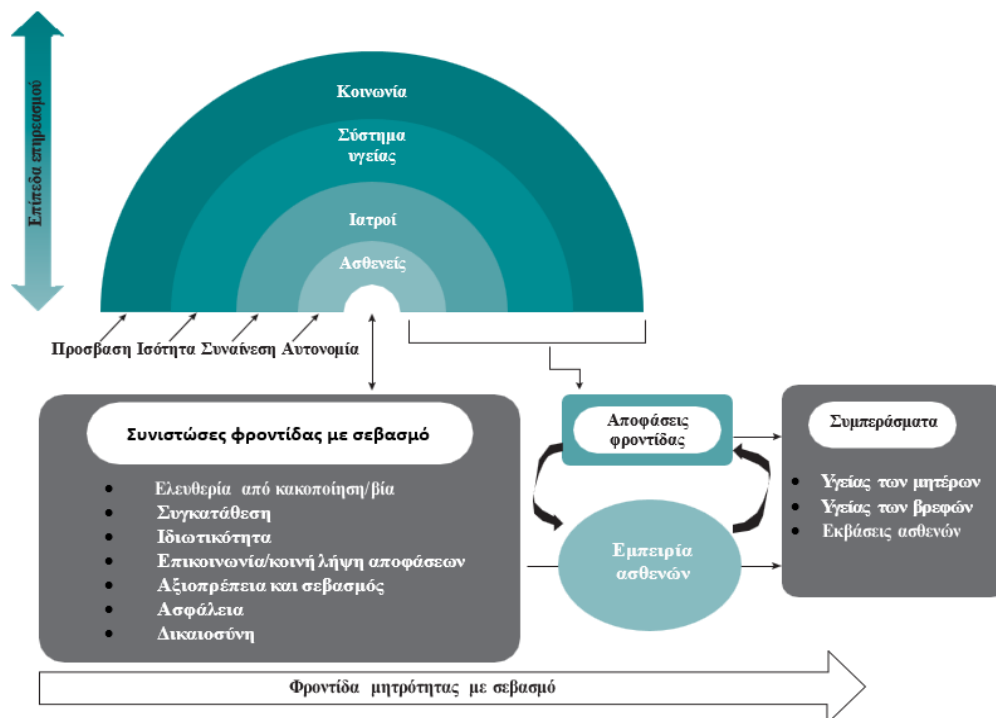 Επίπεδα επηρεασμού
Κοινωνία
Σύστημα
υγείας
Ιατροί
Ασθενείς
Προσβαση Ισότητα Συναίνεση Αυτονομία
Συνιστώσες φροντίδας με σεβασμό
• Ελευθερία από κακοποίηση/βία
• Συγκατάθεση
• Ιδιωτικότητα
• Επικοινωνία/κοινή λήψη αποφάσεων
• Αξιοπρέπεια και σεβασμός
• Ασφάλεια
• Δικαιοσύνη
Αποφάσεις
φροντίδας
Εμπειρία
ασθενών
Συμπεράσματα
• Υγείας των μητέρων
• Υγείας των βρεφών
• Εκβάσεις ασθενών
Φροντίδα μητρότητας με σεβασμό